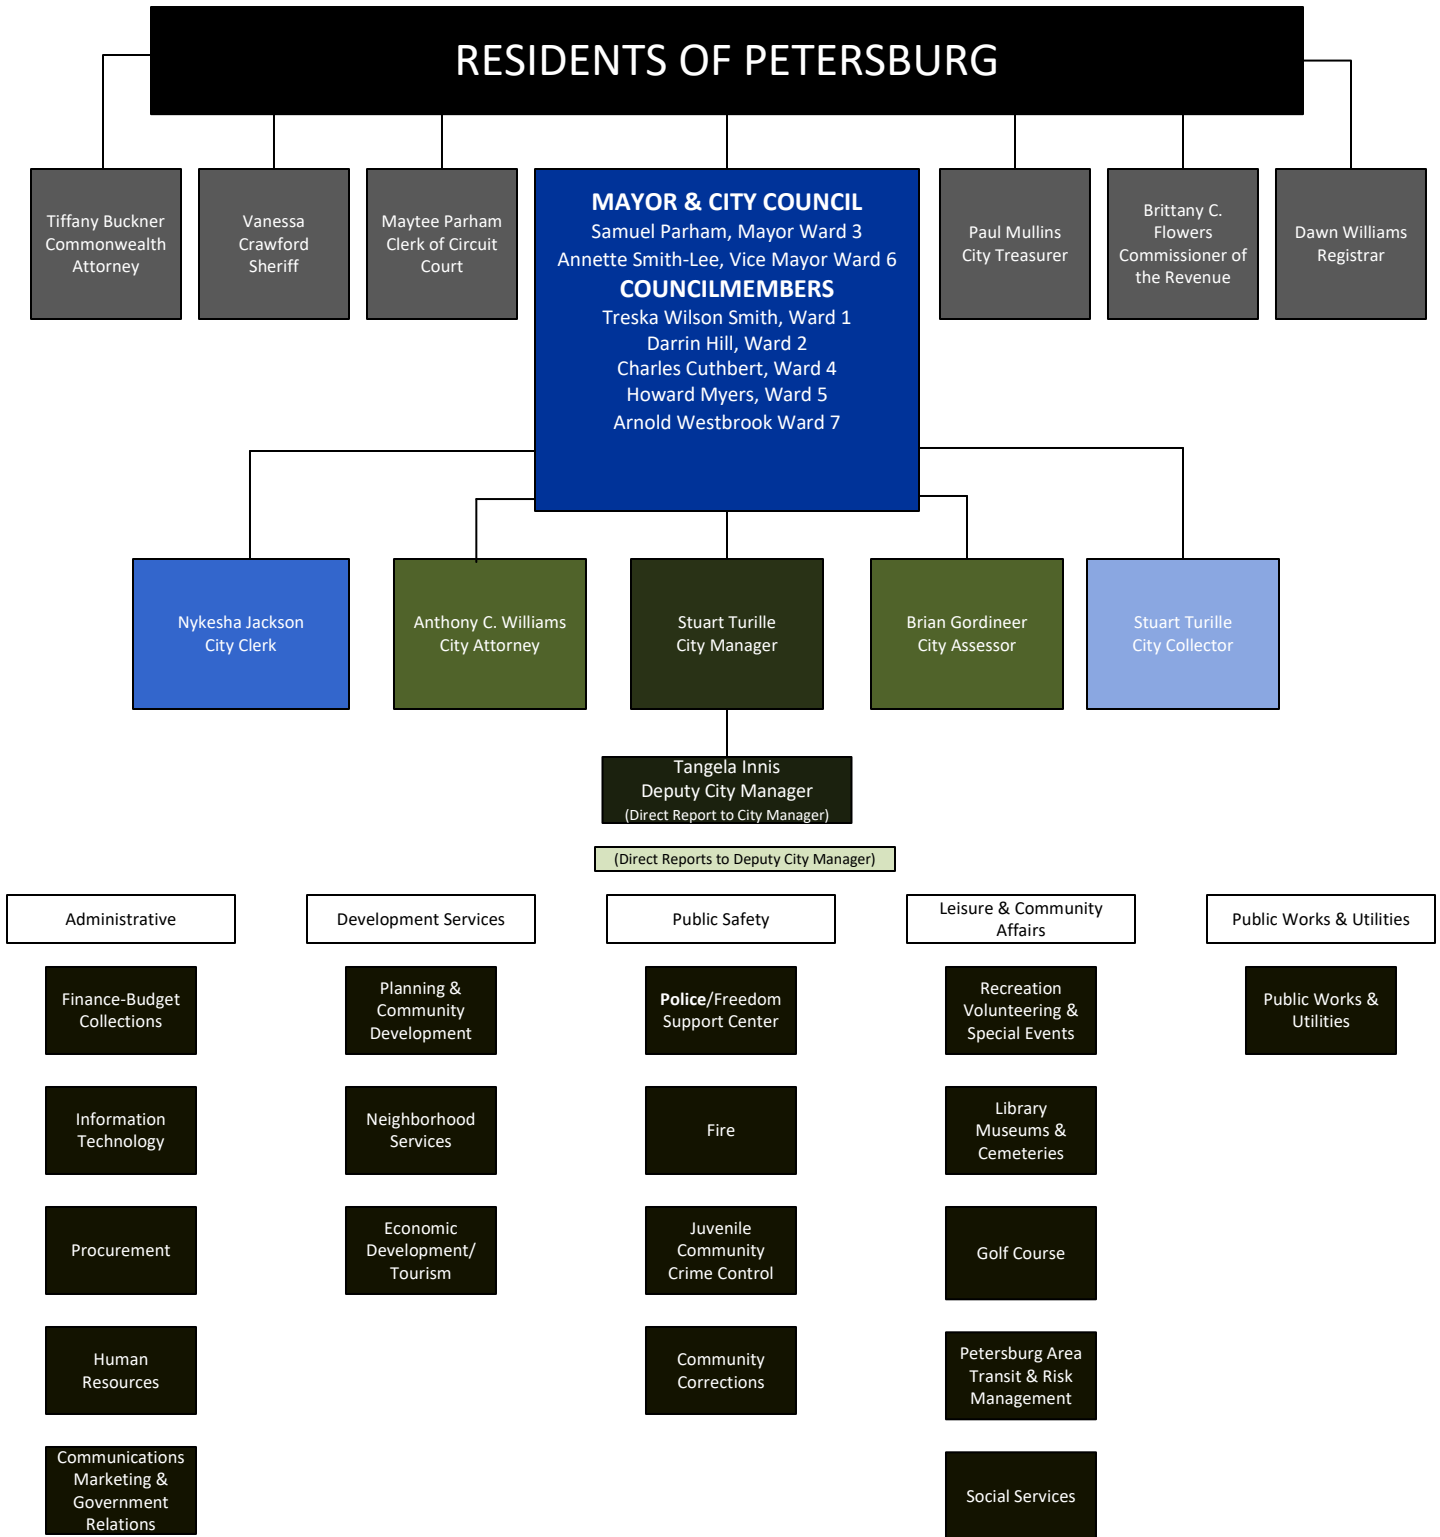 RESIDENTS OF PETERSBURG
Tiffany Buckner
Commonwealth
Attorney
Vanessa
Crawford
Sheriff
Maytee Parham
Clerk of Circuit
Court
MAYOR & CITY COUNCIL
Samuel Parham, Mayor Ward 3
Annette Smith-Lee, Vice Mayor Ward 6
COUNCILMEMBERS
Treska Wilson Smith, Ward 1
Darrin Hill, Ward 2
Charles Cuthbert, Ward 4
Howard Myers, Ward 5
Arnold Westbrook Ward 7
Paul Mullins
City Treasurer
Brittany C.
Flowers
Commissioner of
the Revenue
Dawn Williams
Registrar
Nykesha Jackson
City Clerk
Anthony C. Williams
City Attorney
Stuart Turille
City Manager
Brian Gordineer
City Assessor
Stuart Turille
City Collector
Tangela Innis
Deputy City Manager
(Direct Report to City Manager)
(Direct Reports to Deputy City Manager)
Administrative
Finance-Budget
Collections
Information
Technology
Procurement
Human
Resources
Communications
Marketing &
Government
Relations
Development Services
Planning &
Community
Development
Neighborhood
Services
Economic
Development/
Tourism
Public Safety
Police/Freedom
Support Center
Fire
Juvenile
Community
Crime Control
Community
Corrections
Leisure & Community
Affairs
Recreation
Volunteering &
Special Events
Library
Museums &
Cemeteries
Golf Course
Petersburg Area
Transit & Risk
Management
Social Services
Public Works & Utilities
Public Works &
Utilities